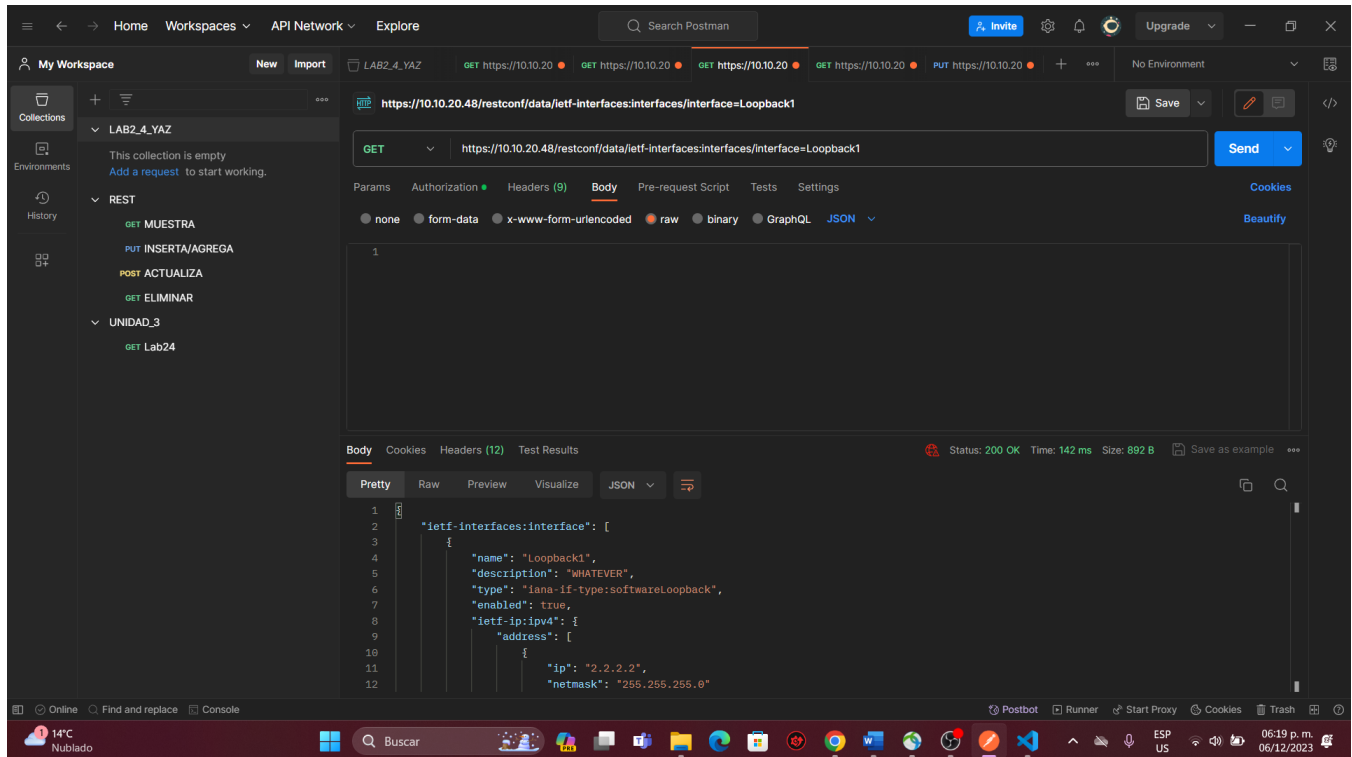 Home Workspaces API Network Explore Search Postman Invite Upgrade
My Workspace New Import LAB2_4_YAZ GET https://10.10.20 GET https://10.10.20 GET https://10.10.20 GET https://10.10.20 PUT https://10.10.20 No Environment
Collections
Environments
History
LAB2_4_YAZ
This collection is empty
Add a request to start working.
REST
GET MUESTRA
PUT INSERTA/AGREGA
POST ACTUALIZA
GET ELIMINAR
UNIDAD_3
GET Lab24
HTTP https://10.10.20.48/restconf/data/ietf-interfaces:interfaces/interface=Loopback1 Save
GET https://10.10.20.48/restconf/data/ietf-interfaces:interfaces/interface=Loopback1 Send
Params Authorization Headers (9) Body Pre-request Script Tests Settings Cookies
none form-data x-www-form-urlencoded raw binary GraphQL JSON Beautify
1
Body Cookies Headers (12) Test Results Status: 200 OK Time: 142 ms Size: 892 B Save as example
Pretty Raw Preview Visualize JSON
1 {
2 "ietf-interfaces:interface": [
3 {
4 "name": "Loopback1",
5 "description": "WHATEVER",
6 "type": "iana-if-type:softwareLoopback",
7 "enabled": true,
8 "ietf-ip:ipv4": {
9 "address": [
10 {
11 "ip": "2.2.2.2",
12 "netmask": "255.255.255.0"
Online Find and replace Console Postbot Runner Start Proxy Cookies Trash
1 14°C
Nublado
Buscar
PRE
ESP
US
06:19 p. m.
06/12/2023